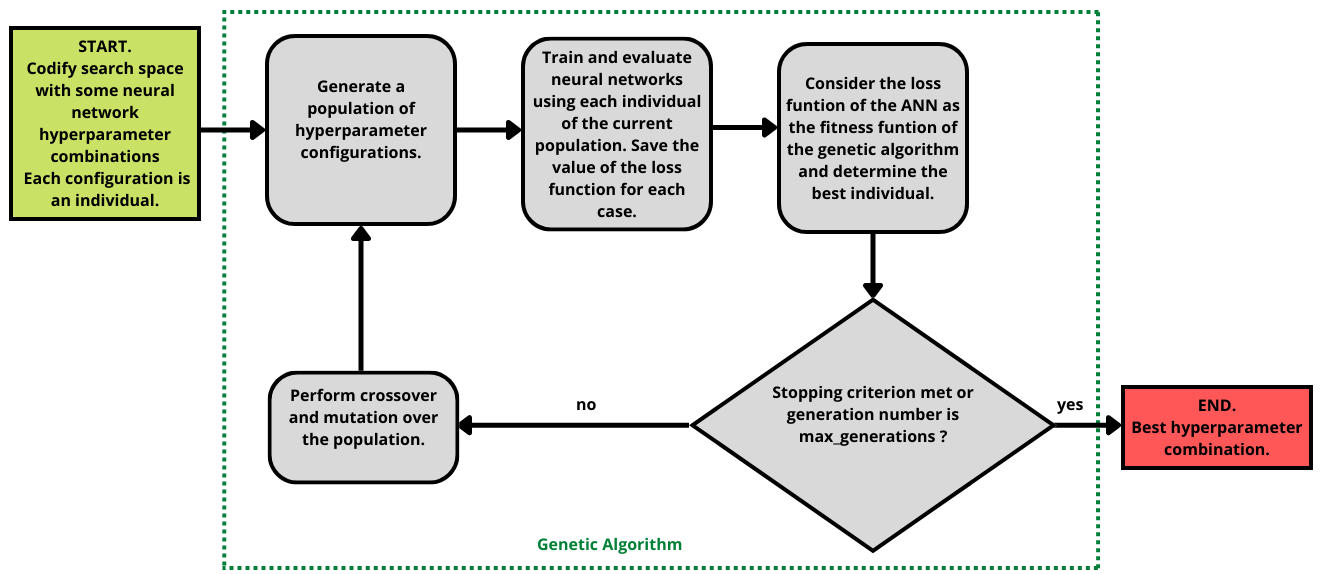 START.
Codify search space
with some neural
network
hyperparameter
combinations
Each configuration is
an individual.
Generate a
population of
hyperparameter
configurations.
Train and evaluate
neural networks
using each individual
of the current
population. Save the
value of the loss
function for each
case.
Consider the loss
funtion of the ANN as
the fitness funtion of
the genetic algorithm
and determine the
best individual.
Stopping criterion met or
generation number is
max_generations ?
yes
END.
Best hyperparameter
combination.
no
Perform crossover
and mutation over
the population.
Genetic Algorithm